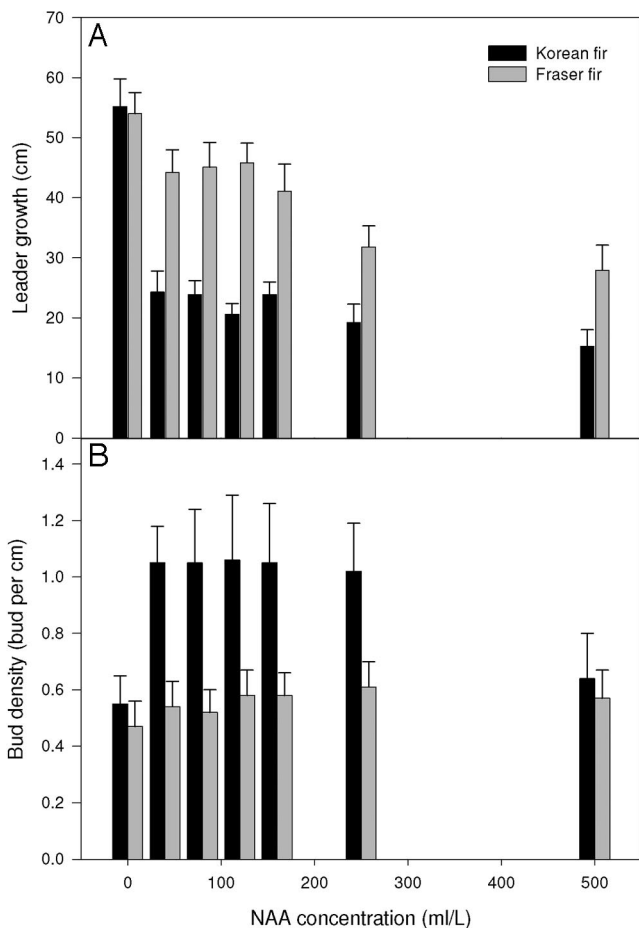 A
Korean fir
Fraser fir
Leader growth (cm)
70
60
50
40
30
20
10
0
B
Bud density (bud per cm)
1.4
1.2
1.0
0.8
0.6
0.4
0.2
0.0
0 100 200 300 400 500
NAA concentration (ml/L)